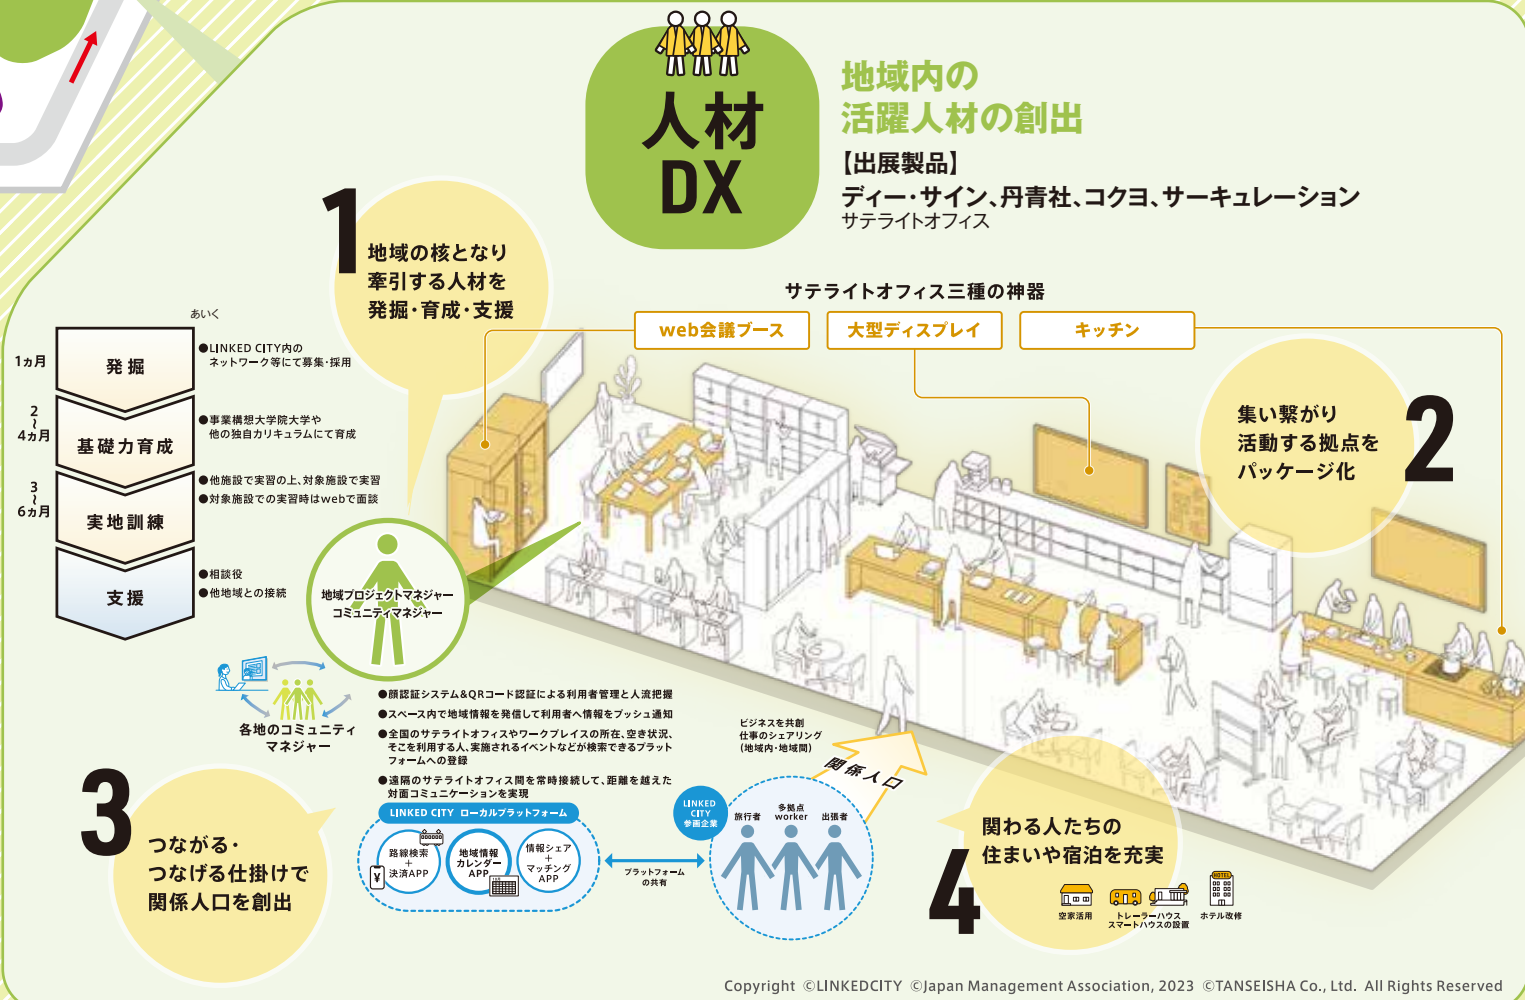 人材
DX
地域内の
活躍人材の創出
【出展製品】
ディー・サイン、丹青社、コクヨ、サーキュレーション
サテライトオフィス
1
地域の核となり
牽引する人材を
発掘・育成・支援
サテライトオフィス三種の神器
web会議ブース
大型ディスプレイ
キッチン
2
集い繋がり
活動する拠点を
パッケージ化
あいく
1ヵ月
発掘
●LINKED CITY内の
ネットワーク等にて募集・採用
2
〜
4ヵ月
基礎力育成
●事業構想大学院大学や
他の独自カリキュラムにて育成
3
〜
6ヵ月
実地訓練
●他施設で実習の上、対象施設で実習
●対象施設での実習時はwebで面談
支援
●相談役
●他地域との接続
地域プロジェクトマネジャー
コミュニティマネジャー
各地のコミュニティ
マネジャー
●顔認証システム&QRコード認証による利用者管理と人流把握
●スペース内で地域情報を発信して利用者へ情報をプッシュ通知
●全国のサテライトオフィスやワークプレイスの所在、空き状況、
そこを利用する人、実施されるイベントなどが検索できるプラット
フォームへの登録
●遠隔のサテライトオフィス間を常時接続して、距離を越えた
対面コミュニケーションを実現
3
つながる・
つなげる仕掛けで
関係人口を創出
LINKED CITY ローカルプラットフォーム
路線検索
+
決済APP
¥
地域情報
カレンダー
APP
情報シェア
+
マッチング
APP
プラットフォーム
の共有
LINKED
CITY
参画企業
旅行者
多拠点
worker
出張者
ビジネスを共創
仕事のシェアリング
(地域内・地域間)
関係人口
4
関わる人たちの
住まいや宿泊を充実
空家活用
トレーラーハウス
スマートハウスの設置
HOTEL
ホテル改修
Copyright ©LINKEDCITY ©Japan Management Association, 2023 ©TANSEISHA Co., Ltd. All Rights Reserved